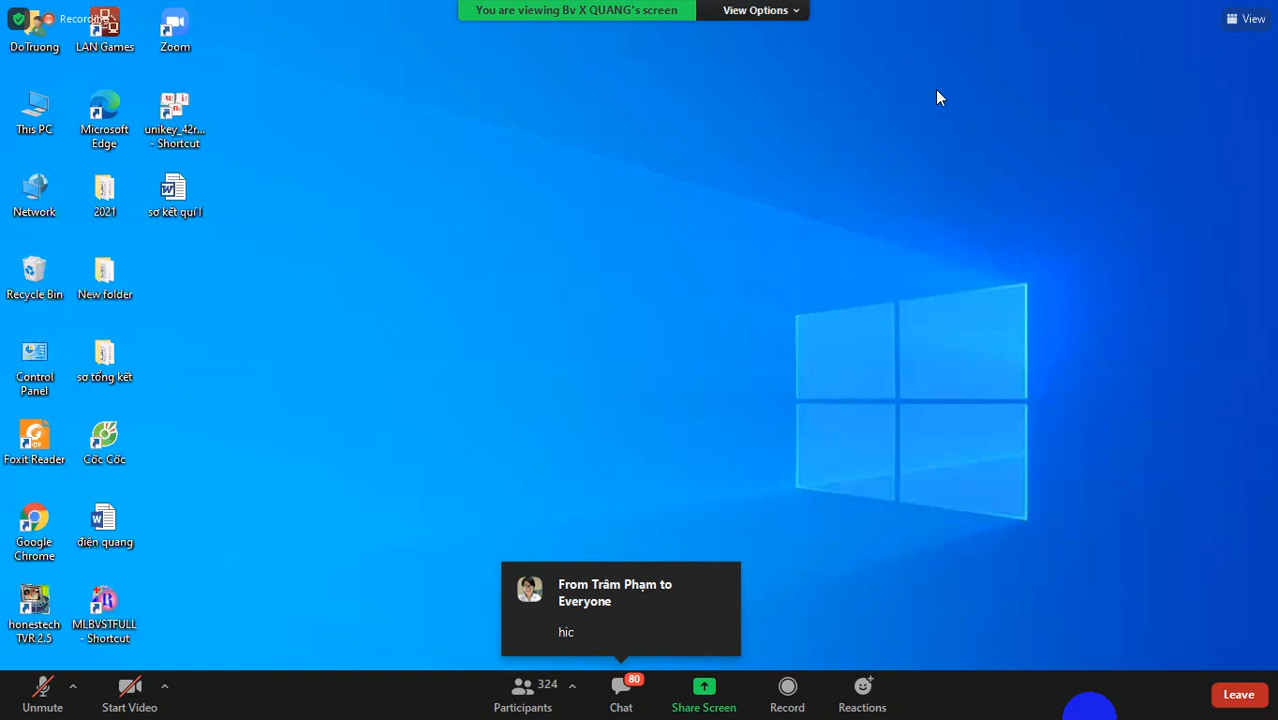 You are viewing Bv X QUANG's screen
View Options
View
Recording
DoTruong
LAN Games
Zoom
This PC
Microsoft
Edge
unikey_42r...
- Shortcut
Network
2021
sơ kết quí I
Recycle Bin
New folder
Control
Panel
sơ tổng kết
Foxit Reader
Cốc Cốc
Google
Chrome
điện quang
honestech
TVR 2.5
MLBVSTFULL
- Shortcut
From Trâm Phạm to
Everyone
hic
Unmute
Start Video
324
Participants
80
Chat
Share Screen
Record
Reactions
Leave